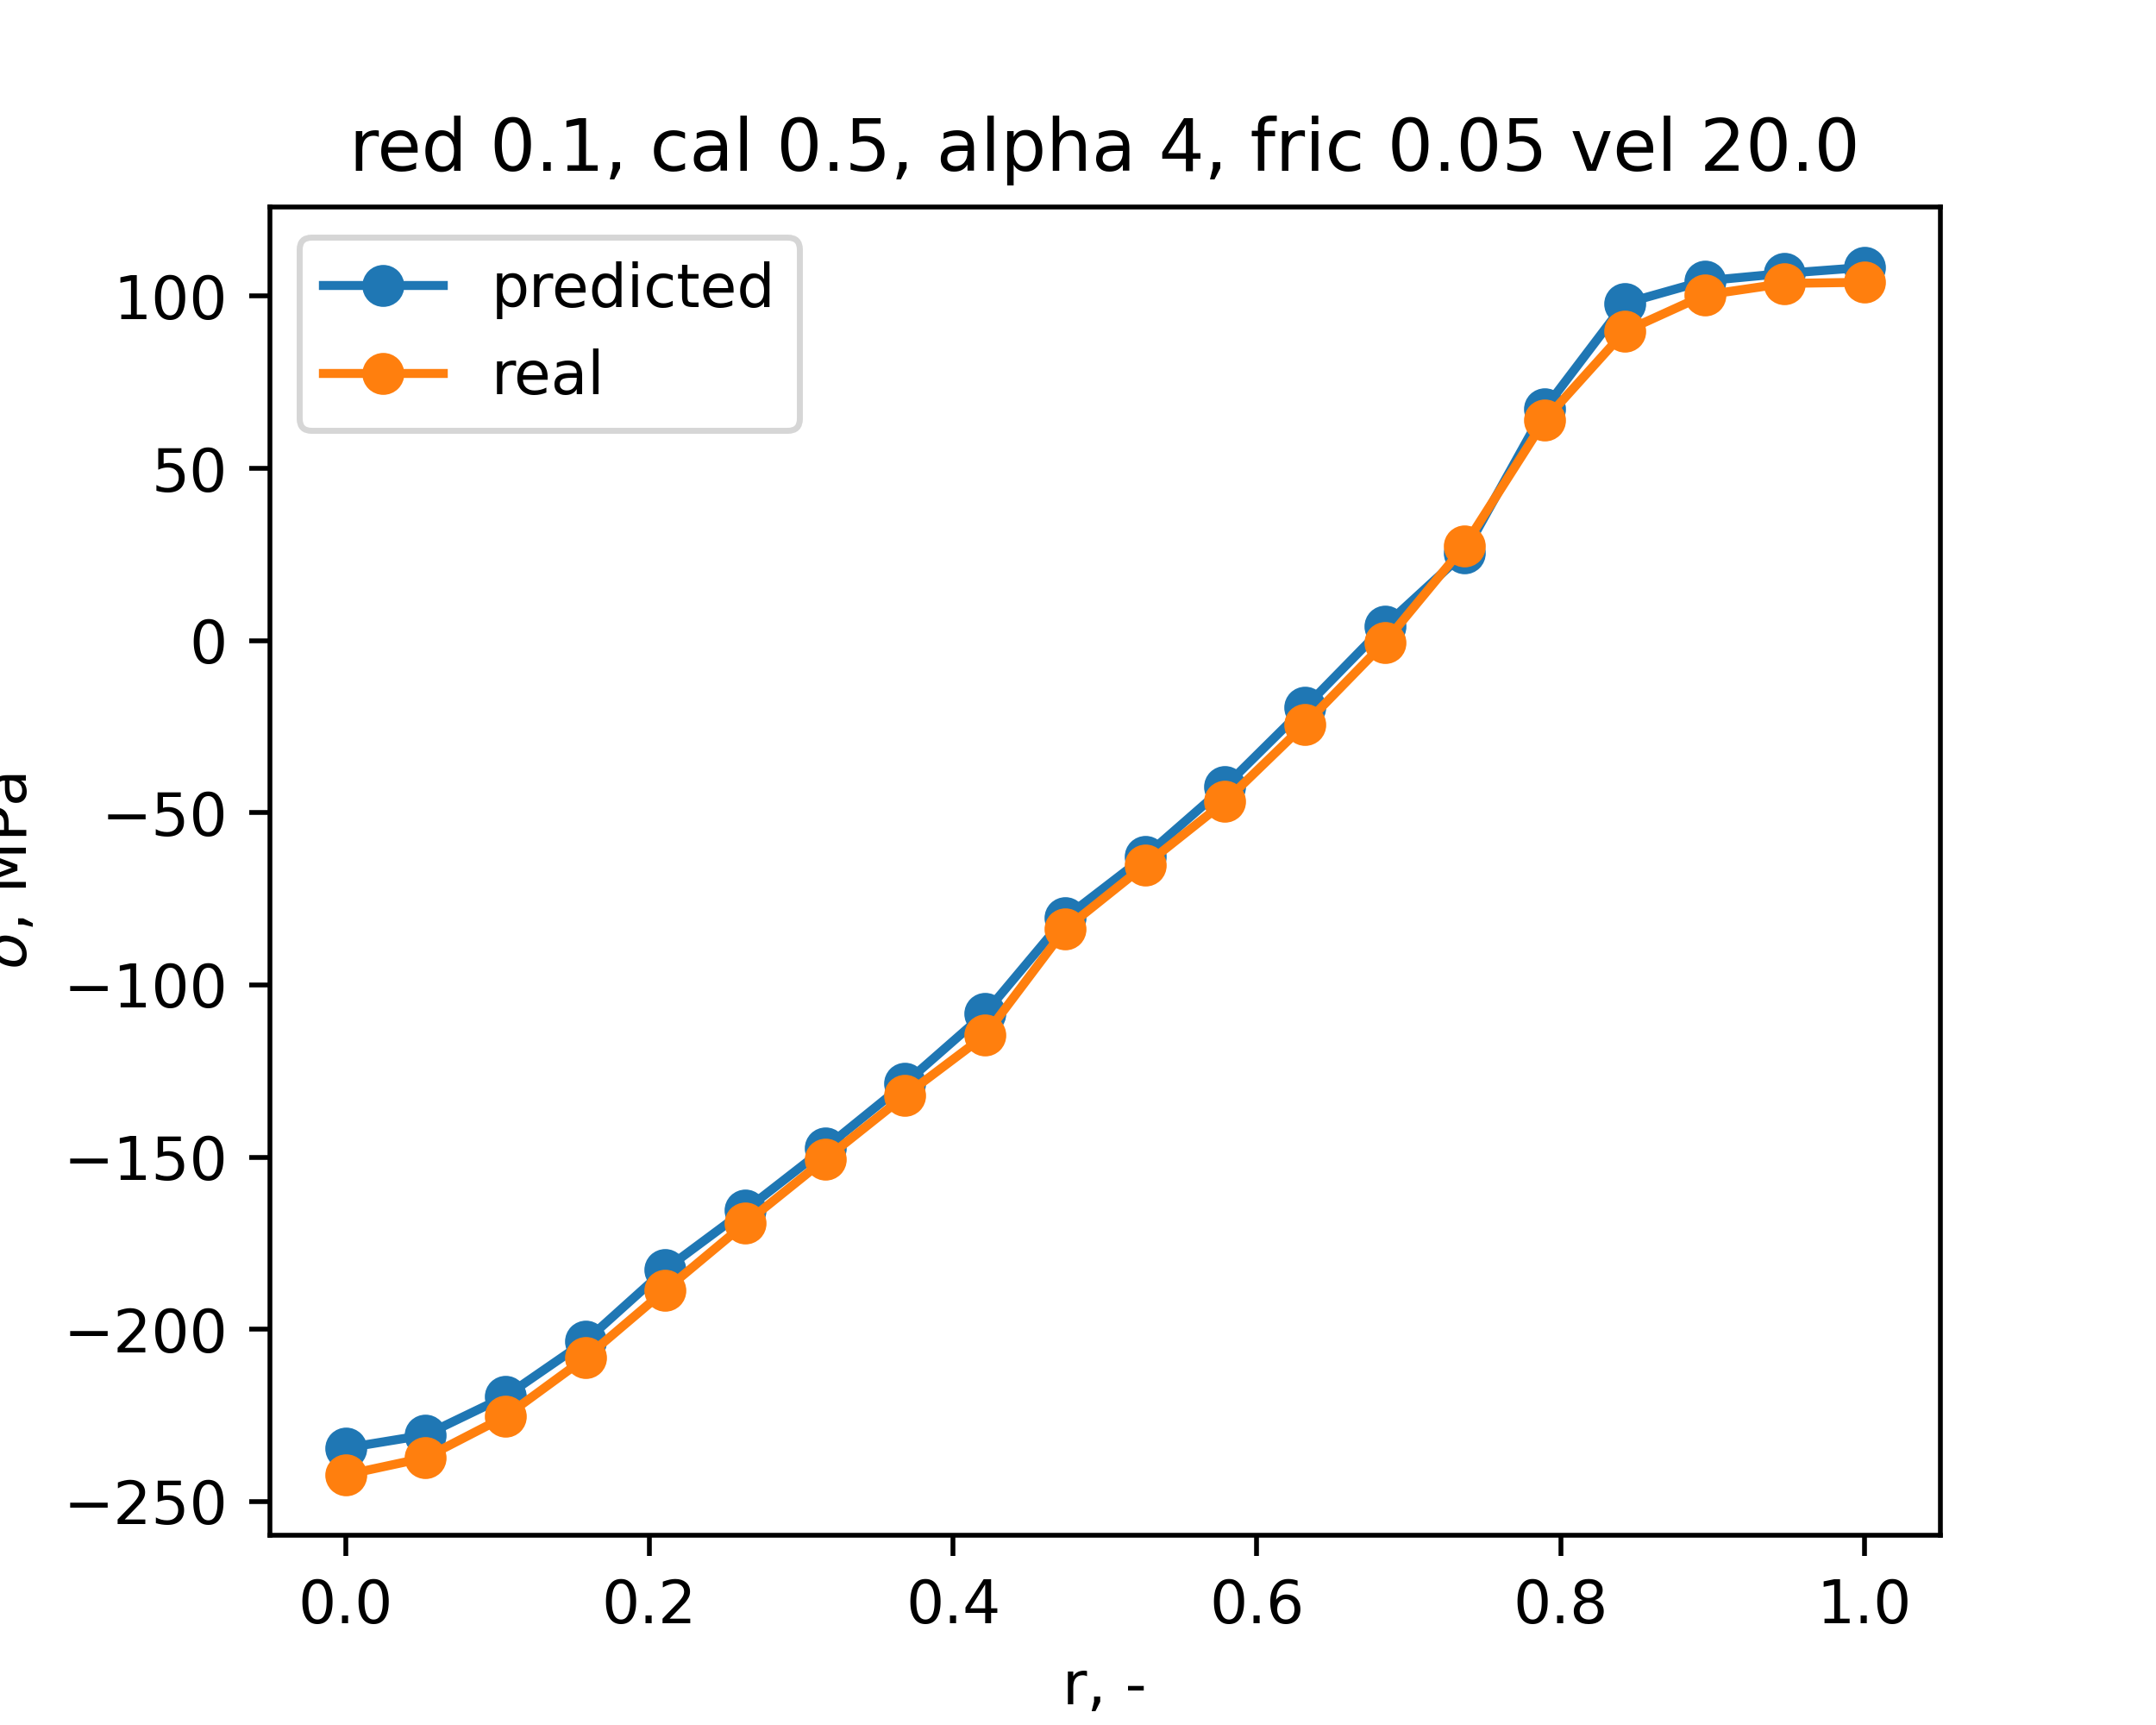 red 0.1, cal 0.5, alpha 4, fric 0.05 vel 20.0
predicted
real
100
50
0
−50
−100
−150
−200
−250
, MPa
0.0 0.2 0.4 0.6 0.8 1.0
r, -